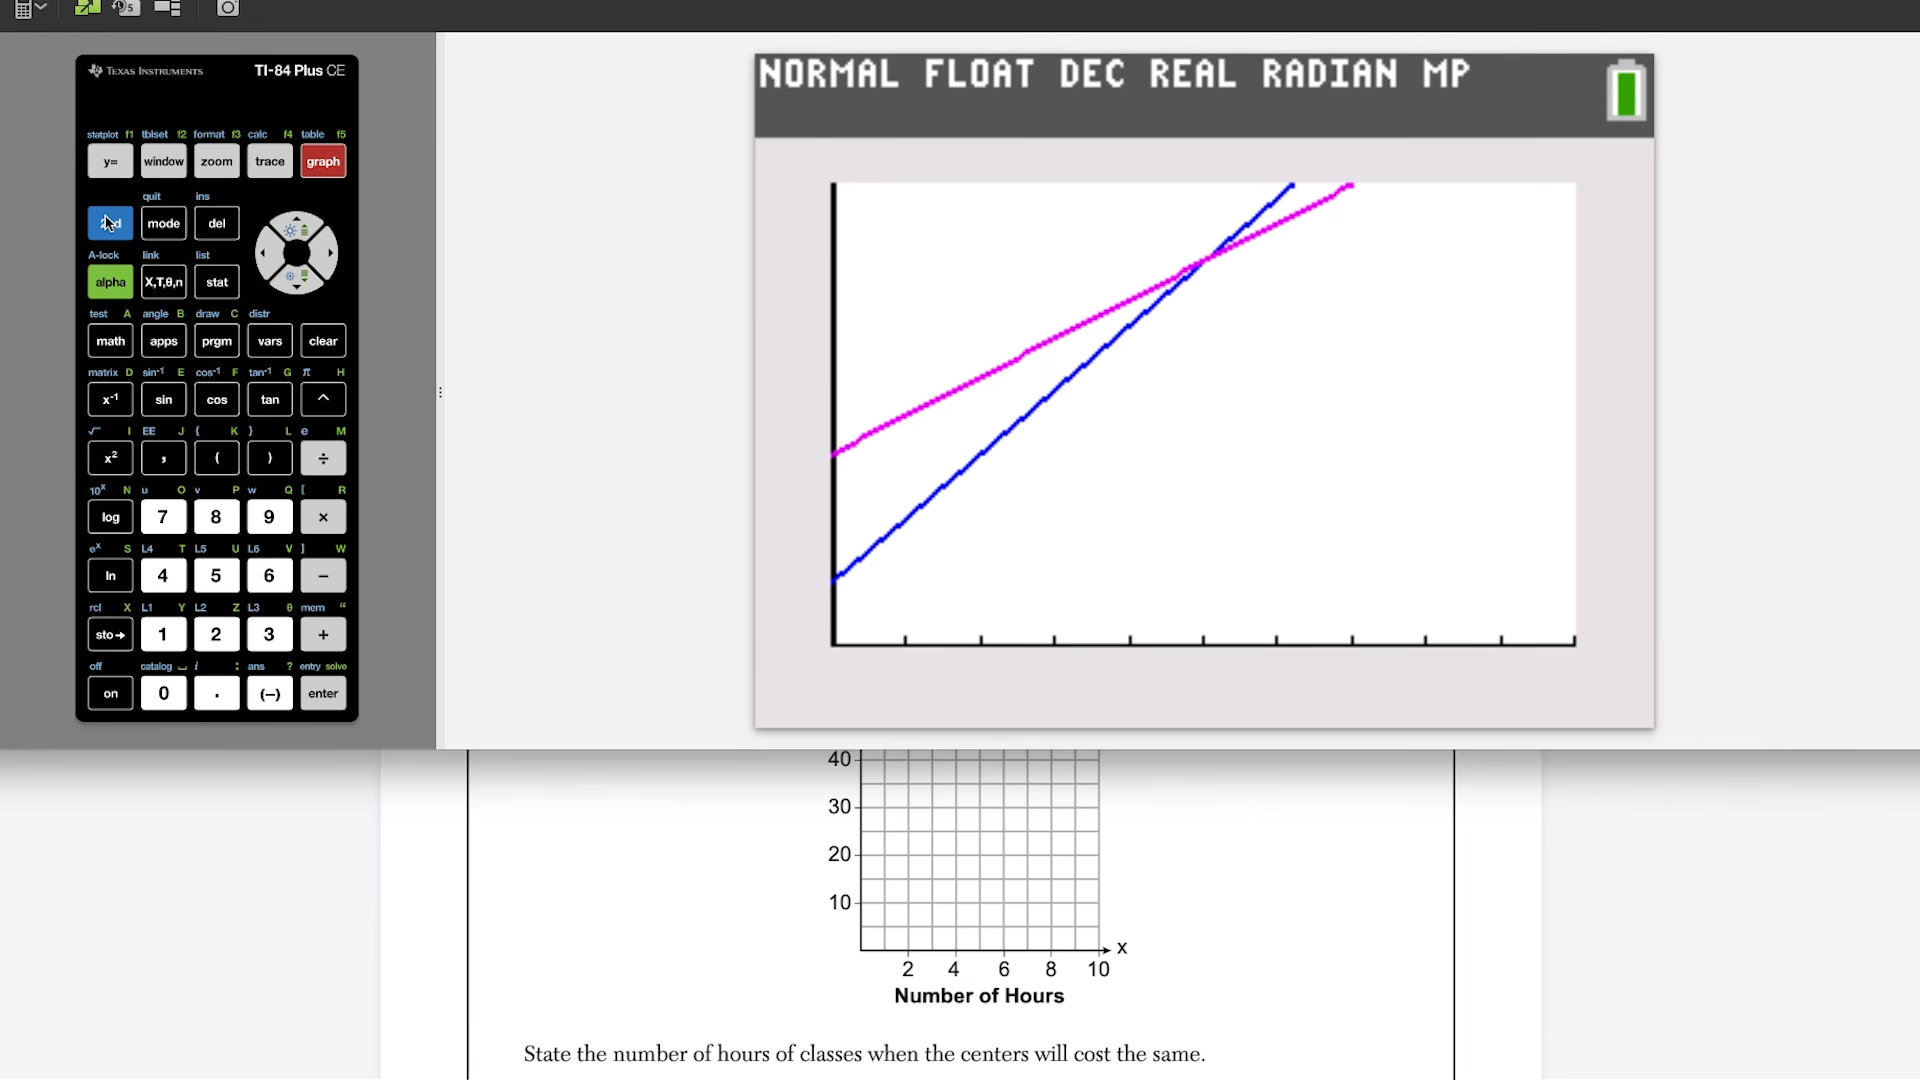 TEXAS INSTRUMENTS TI-84 Plus CE
statplot f1 tblset f2 format f3 calc f4 table f5
y= window zoom trace graph
quit ins
mode del
A-lock link list
alpha X,T,θ,n stat
test A angle B draw C distr
math apps prgm vars clear
matrix D sin-1 E cos-1 F tan-1 G π H
x-1 sin cos tan ^
√ I EE J { K } L e M
x2 , ( ) ÷
10x N u O v P w Q [ R
log 7 8 9 ×
ex S L4 T L5 U L6 V ] W
ln 4 5 6 −
rcl X L1 Y L2 Z L3 θ mem “
sto→ 1 2 3 +
off catalog ⎵ i : ans ? entry solve
on 0 . (−) enter
NORMAL FLOAT DEC REAL RADIAN MP
40
30
20
10
x
2 4 6 8 10
Number of Hours
State the number of hours of classes when the centers will cost the same.